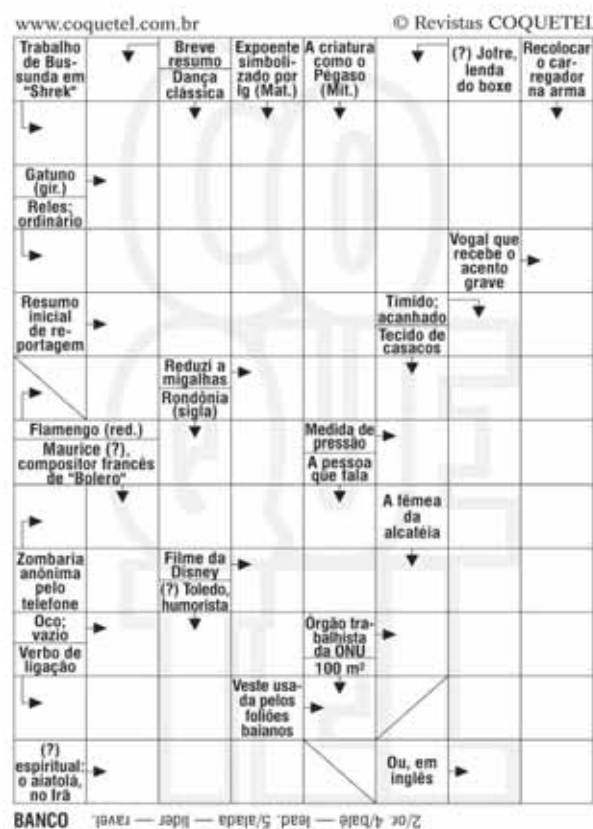 www.coquetel.com.br
© Revistas COQUETEL
Trabalho
de Bus-
sunda em
"Shrek"
Breve
resumo
Dança
clássica
Expoente
simboli-
zado por
lg (Mat.)
A criatura
como o
Pégaso
(Mit.)
(?) Jofre,
lenda
do boxe
Recolocar
o car-
regador
na arma
Gatuno
(gír.)
Reles;
ordinário
Vogal que
recebe o
acento
grave
Resumo
inicial
de re-
portagem
Tímido;
acanhado
Tecido de
casacos
Reduzi a
migalhas
Rondônia
(sigla)
Flamengo (red.)
Maurice (?),
compositor francês
de "Bolero"
Medida de
pressão
A pessoa
que fala
A fêmea
da
alcatéia
Zombaria
anônima
pelo
telefone
Filme da
Disney
(?) Toledo,
humorista
Oco;
vazio
Verbo de
ligação
Órgão tra-
balhista
da ONU
100 m²
Veste usa-
da pelos
foliões
baianos
(?)
espiritual:
o aiatolá,
no Irã
Ou, em
inglês
BANCO
2/or. 4/balé — lead. 5/alada — líder — ravel.